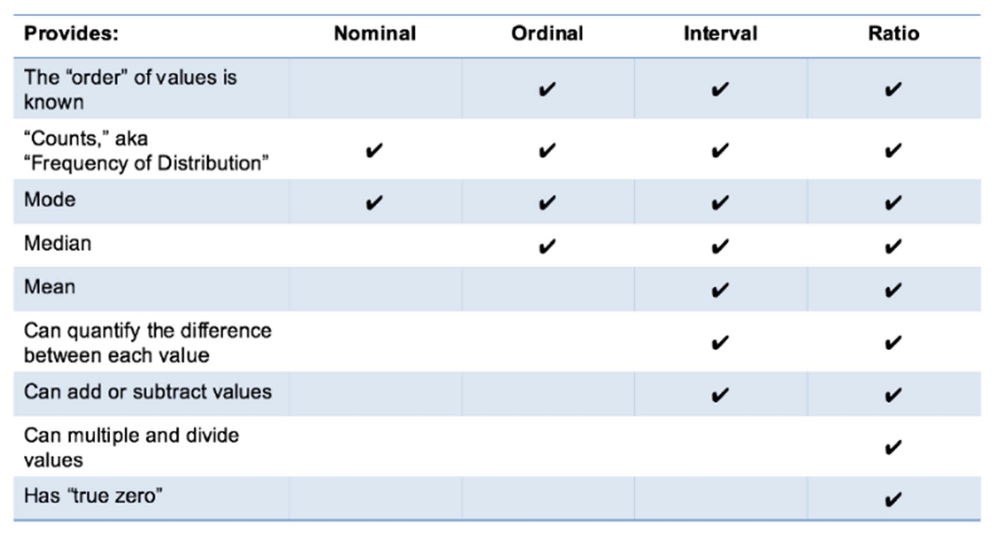 Provides: Nominal Ordinal Interval Ratio
The “order” of values is
known ✔ ✔ ✔
“Counts,” aka
“Frequency of Distribution” ✔ ✔ ✔ ✔
Mode ✔ ✔ ✔ ✔
Median ✔ ✔ ✔
Mean ✔ ✔
Can quantify the difference
between each value ✔ ✔
Can add or subtract values ✔ ✔
Can multiple and divide
values ✔
Has “true zero” ✔